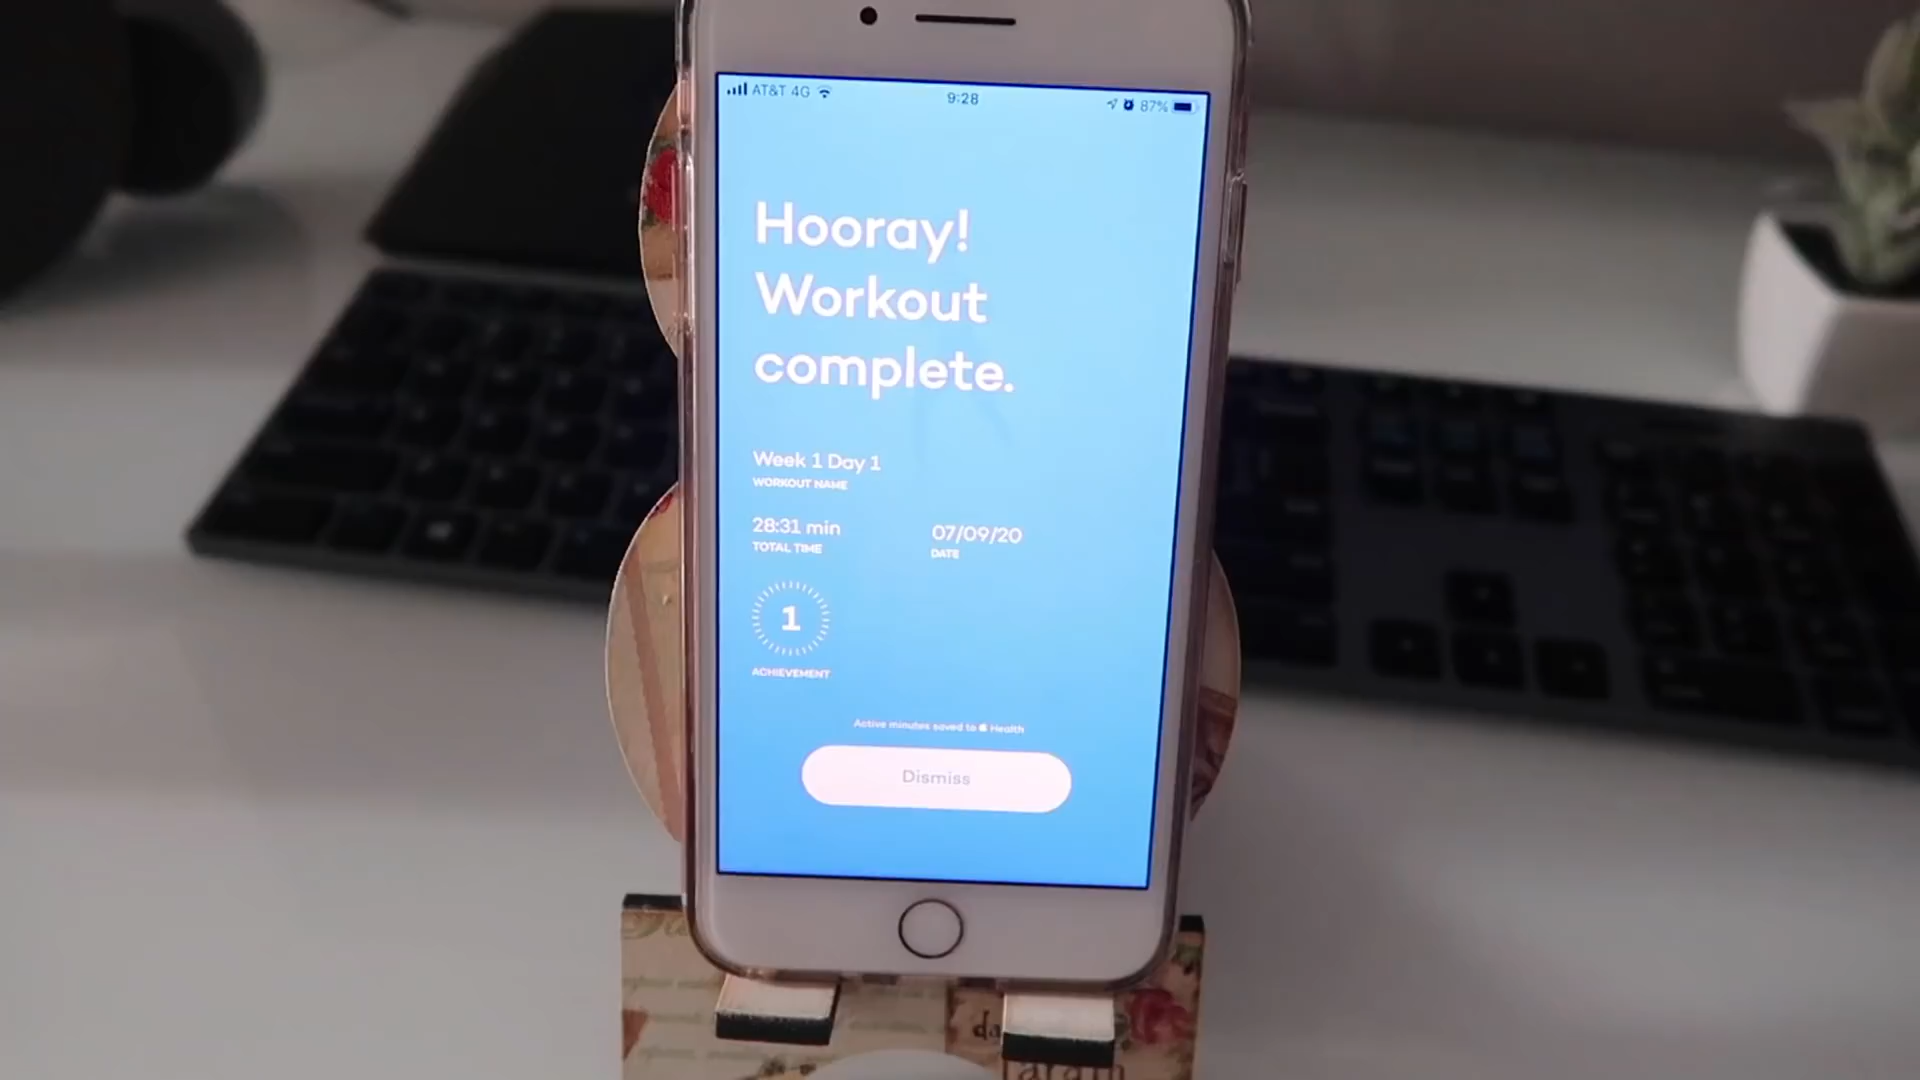 AT&T 4G 9:28 87%
Hooray!
Workout
complete.
Week 1 Day 1
WORKOUT NAME
28:31 min 07/09/20
TOTAL TIME DATE
1
ACHIEVEMENT
Active minutes saved to Health
Dismiss